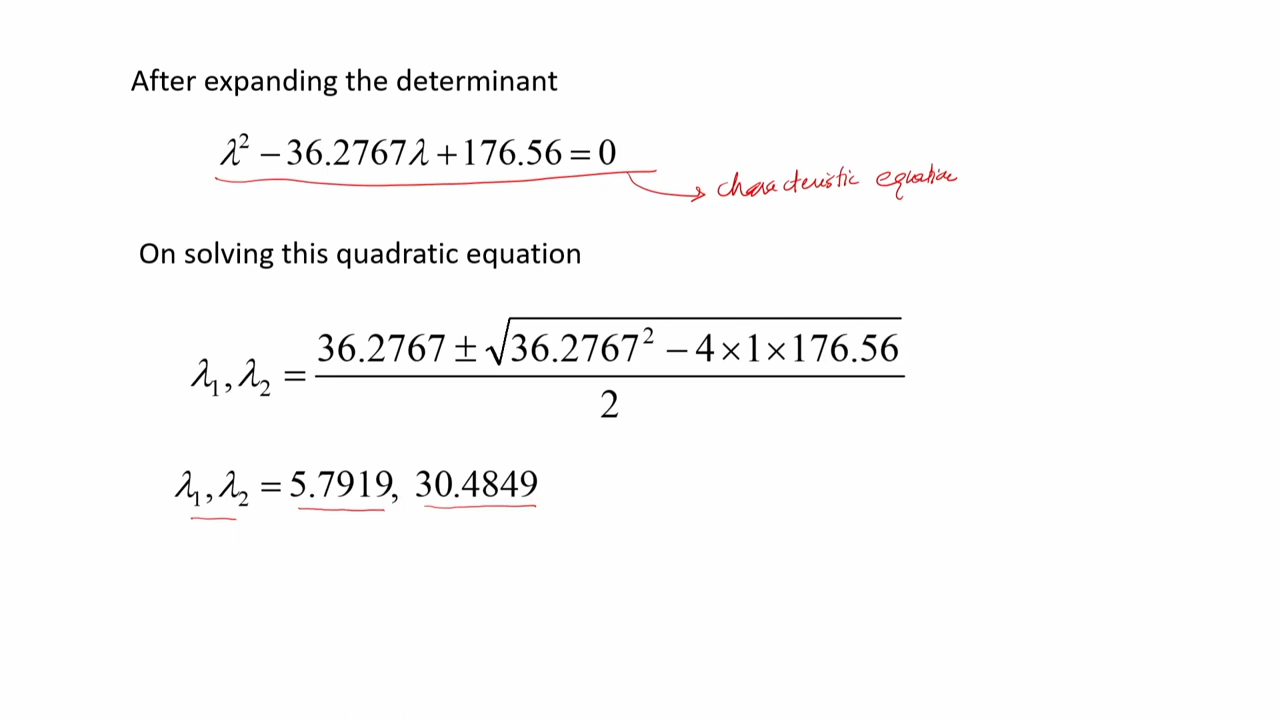 After expanding the determinant
λ² − 36.2767λ + 176.56 = 0
characteristic equation
On solving this quadratic equation
λ₁, λ₂ = (36.2767 ± √(36.2767² − 4×1×176.56)) / 2
λ₁, λ₂ = 5.7919, 30.4849